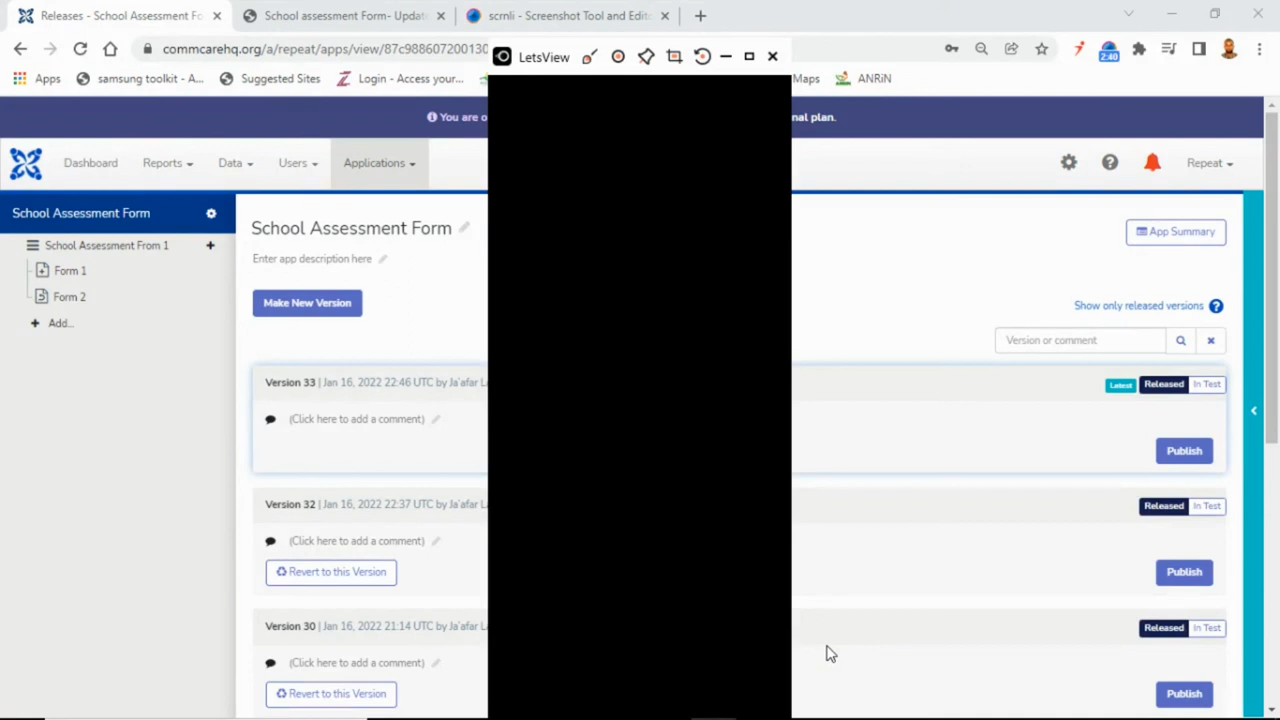 Releases - School Assessment Fo
School assessment Form- Updat
scrnli - Screenshot Tool and Edit
commcarehq.org/a/repeat/apps/view/87c988607200130
2:40
LetsView
Apps
samsung toolkit - A...
Suggested Sites
Login - Access your...
Maps
ANRiN
You are o
nal plan.
Dashboard
Reports
Data
Users
Applications
Repeat
School Assessment Form
School Assessment From 1
Form 1
Form 2
Add...
School Assessment Form
App Summary
Enter app description here
Make New Version
Show only released versions
Version or comment
Version 33 | Jan 16, 2022 22:46 UTC by Ja'afar La
Latest
Released
In Test
(Click here to add a comment)
Publish
Version 32 | Jan 16, 2022 22:37 UTC by Ja'afar La
Released
In Test
(Click here to add a comment)
Revert to this Version
Publish
Version 30 | Jan 16, 2022 21:14 UTC by Ja'afar La
Released
In Test
(Click here to add a comment)
Revert to this Version
Publish